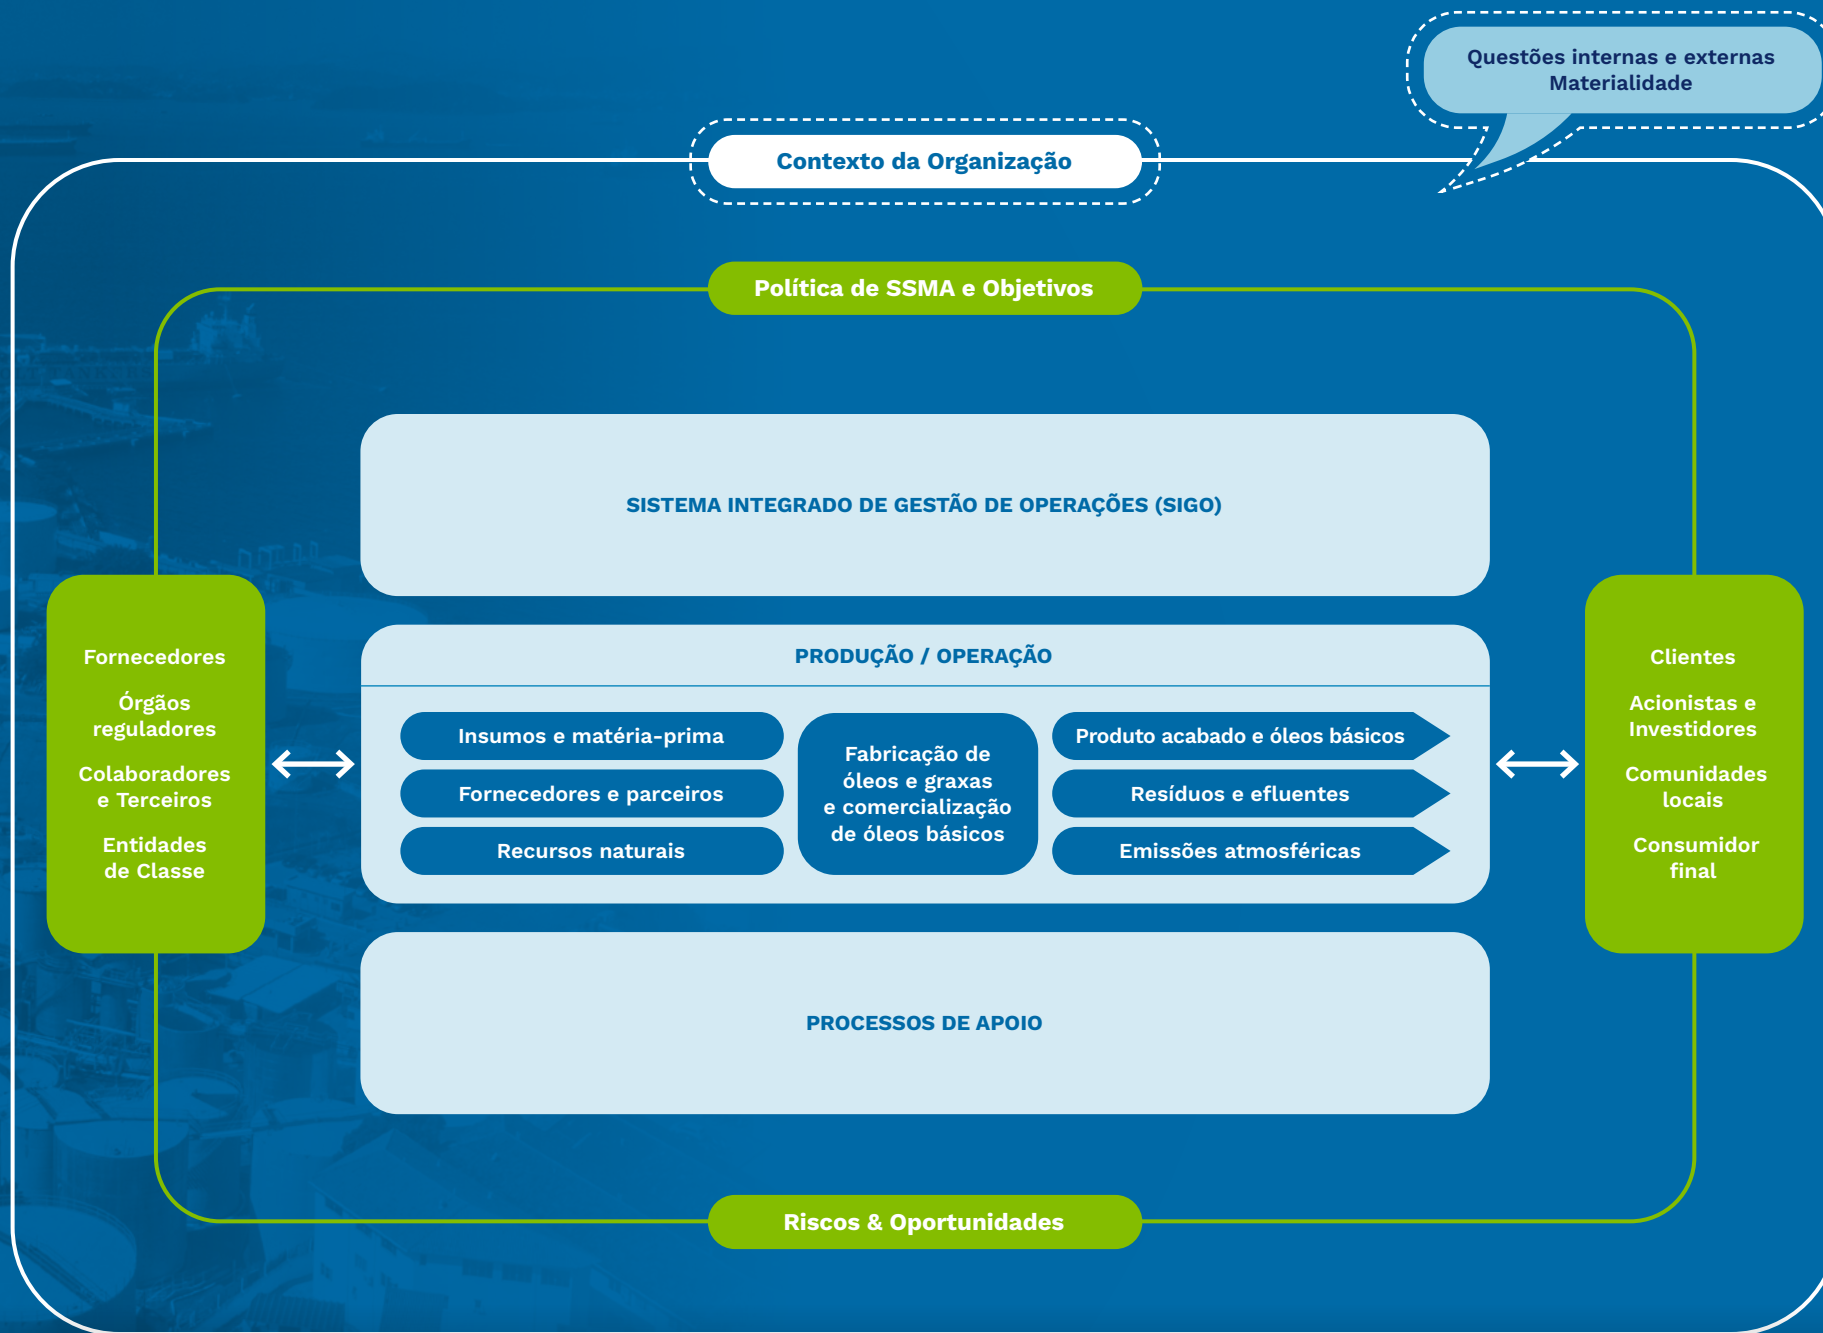 Questões internas e externas
Materialidade
Contexto da Organização
Política de SSMA e Objetivos
SISTEMA INTEGRADO DE GESTÃO DE OPERAÇÕES (SIGO)
Fornecedores
Órgãos
reguladores
Colaboradores
e Terceiros
Entidades
de Classe
PRODUÇÃO / OPERAÇÃO
Insumos e matéria-prima
Fornecedores e parceiros
Recursos naturais
Fabricação de
óleos e graxas
e comercialização
de óleos básicos
Produto acabado e óleos básicos
Resíduos e efluentes
Emissões atmosféricas
Clientes
Acionistas e
Investidores
Comunidades
locais
Consumidor
final
PROCESSOS DE APOIO
Riscos & Oportunidades